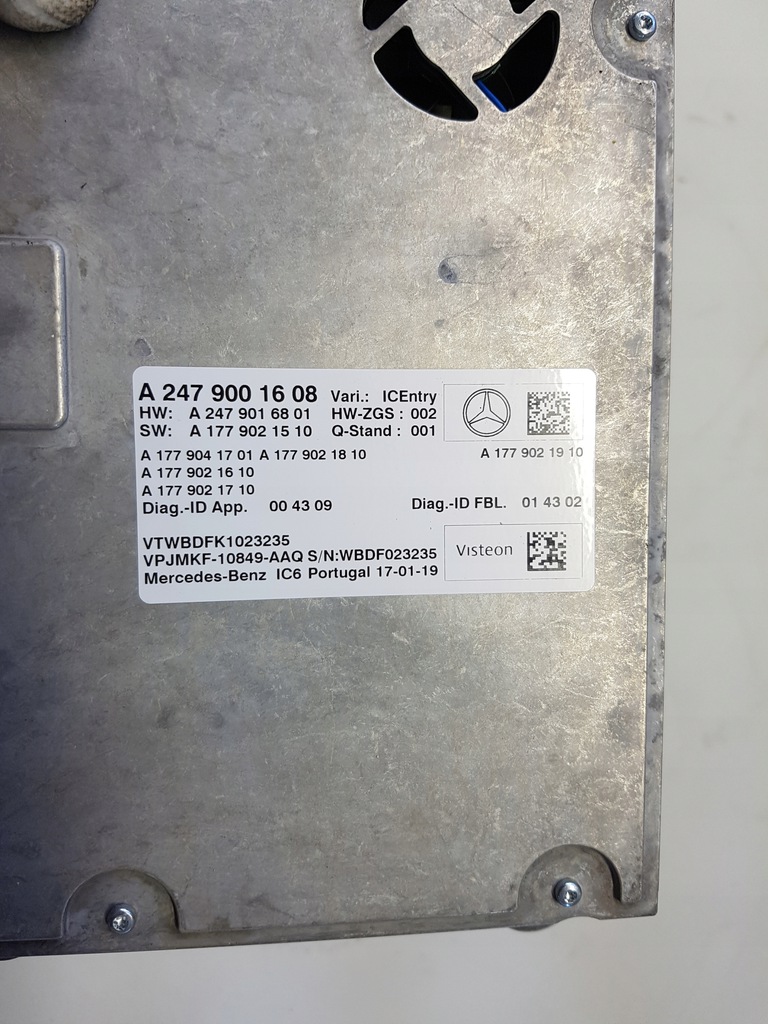 A 247 900 16 08 Vari.: ICEntry
HW: A 247 901 68 01 HW-ZGS : 002
SW: A 177 902 15 10 Q-Stand : 001
A 177 904 17 01 A 177 902 18 10 A 177 902 19 10
A 177 902 16 10
A 177 902 17 10
Diag.-ID App. 00 43 09 Diag.-ID FBL. 01 43 02
VTWBDFK1023235
VPJMKF-10849-AAQ S/N:WBDF023235
Mercedes-Benz IC6 Portugal 17-01-19
Visteon